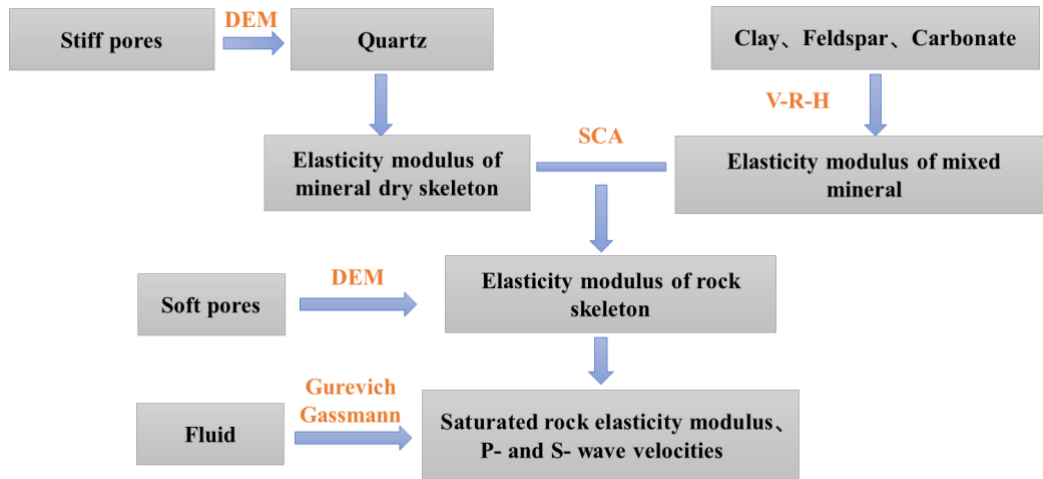 DEM
Stiff pores
Quartz
Clay、Feldspar、Carbonate
V-R-H
SCA
Elasticity modulus of
mineral dry skeleton
Elasticity modulus of mixed
mineral
DEM
Soft pores
Elasticity modulus of rock
skeleton
Gurevich
Gassmann
Fluid
Saturated rock elasticity modulus、
P- and S- wave velocities